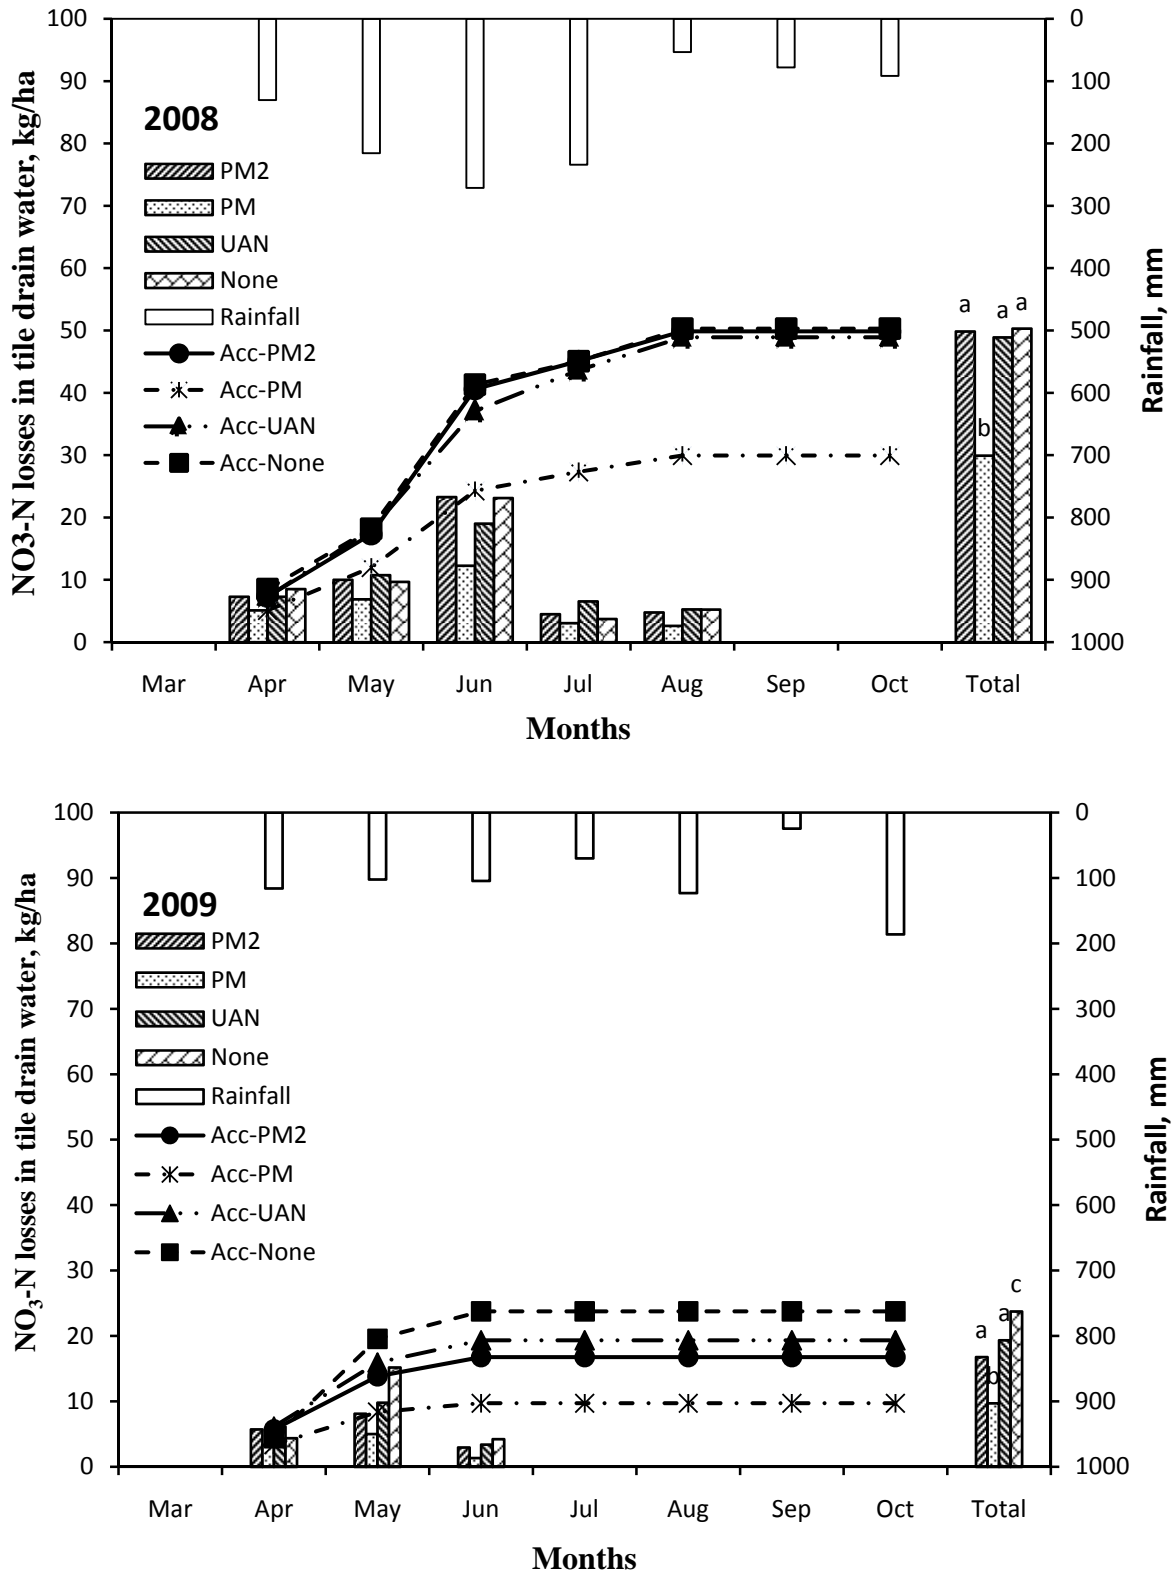 100
90
80
70
60
50
40
30
20
10
0
NO3-N losses in tile drain water, kg/ha
2008
PM2
PM
UAN
None
Rainfall
Acc-PM2
Acc-PM
Acc-UAN
Acc-None
a
b
a
a
0
100
200
300
400
500
600
700
800
900
1000
Rainfall, mm
Mar Apr May Jun Jul Aug Sep Oct Total
Months
100
90
80
70
60
50
40
30
20
10
0
NO₃-N losses in tile drain water, kg/ha
2009
PM2
PM
UAN
None
Rainfall
Acc-PM2
Acc-PM
Acc-UAN
Acc-None
a
b
a
c
0
100
200
300
400
500
600
700
800
900
1000
Rainfall, mm
Mar Apr May Jun Jul Aug Sep Oct Total
Months